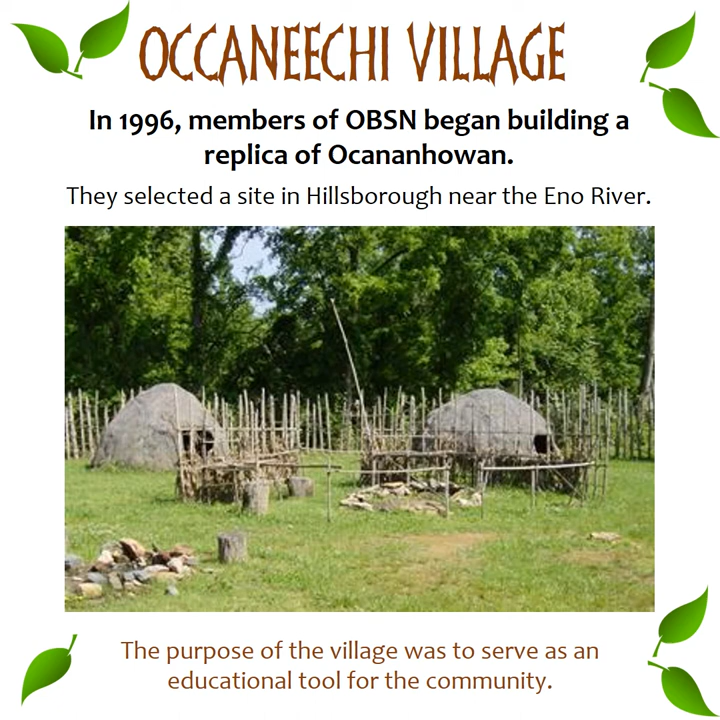 OCCANEECHI VILLAGE
In 1996, members of OBSN began building a
replica of Ocananhowan.
They selected a site in Hillsborough near the Eno River.
The purpose of the village was to serve as an
educational tool for the community.